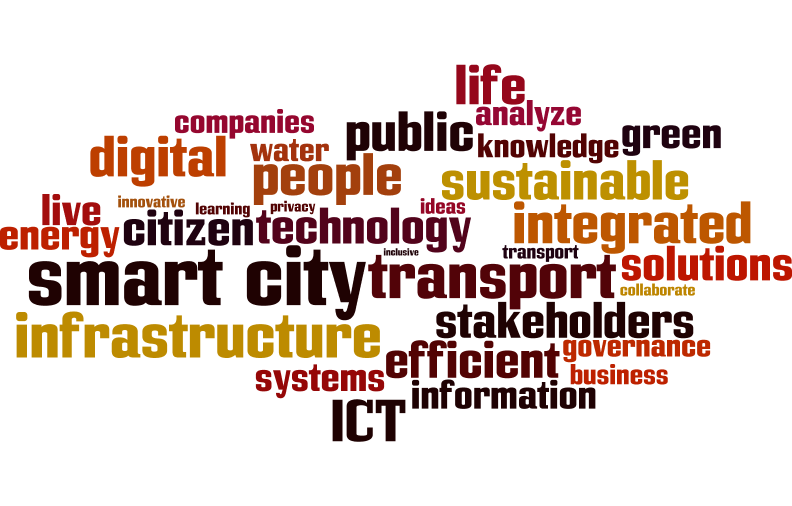 life
analyze
companies
public
knowledge
green
digital
water
people
sustainable
live
innovative
learning
privacy
ideas
integrated
energy
citizen
technology
inclusive
transport
smart city
transport
solutions
collaborate
infrastructure
stakeholders
efficient
governance
systems
business
information
ICT